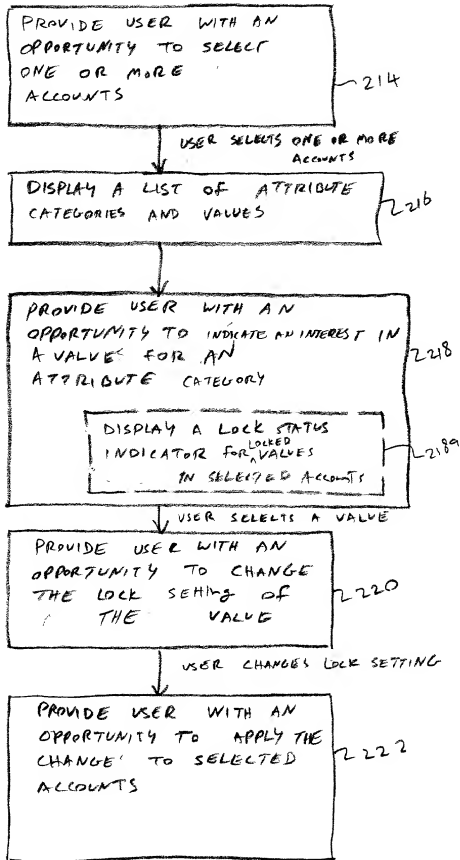 PROVIDE USER WITH AN
OPPORTUNITY TO SELECT
ONE OR MORE
ACCOUNTS
214
USER SELECTS ONE OR MORE
ACCOUNTS
DISPLAY A LIST OF ATTRIBUTE
CATEGORIES AND VALUES
216
PROVIDE USER WITH AN
OPPORTUNITY TO INDICATE AN INTEREST IN
A VALUE FOR AN
ATTRIBUTE CATEGORY
218
DISPLAY A LOCK STATUS
INDICATOR FOR LOCKED VALUES
IN SELECTED ACCOUNTS
218a
USER SELECTS A VALUE
PROVIDE USER WITH AN
OPPORTUNITY TO CHANGE
THE LOCK SETTING OF
THE VALUE
220
USER CHANGES LOCK SETTING
PROVIDE USER WITH AN
OPPORTUNITY TO APPLY THE
CHANGE TO SELECTED
ACCOUNTS
222